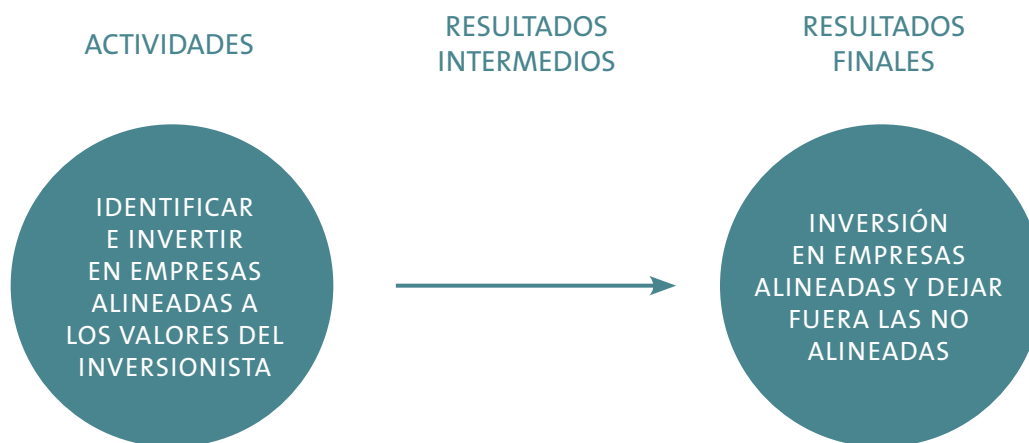 ACTIVIDADES
RESULTADOS
INTERMEDIOS
RESULTADOS
FINALES
IDENTIFICAR
E INVERTIR
EN EMPRESAS
ALINEADAS A
LOS VALORES DEL
INVERSIONISTA
INVERSIÓN
EN EMPRESAS
ALINEADAS Y DEJAR
FUERA LAS NO
ALINEADAS